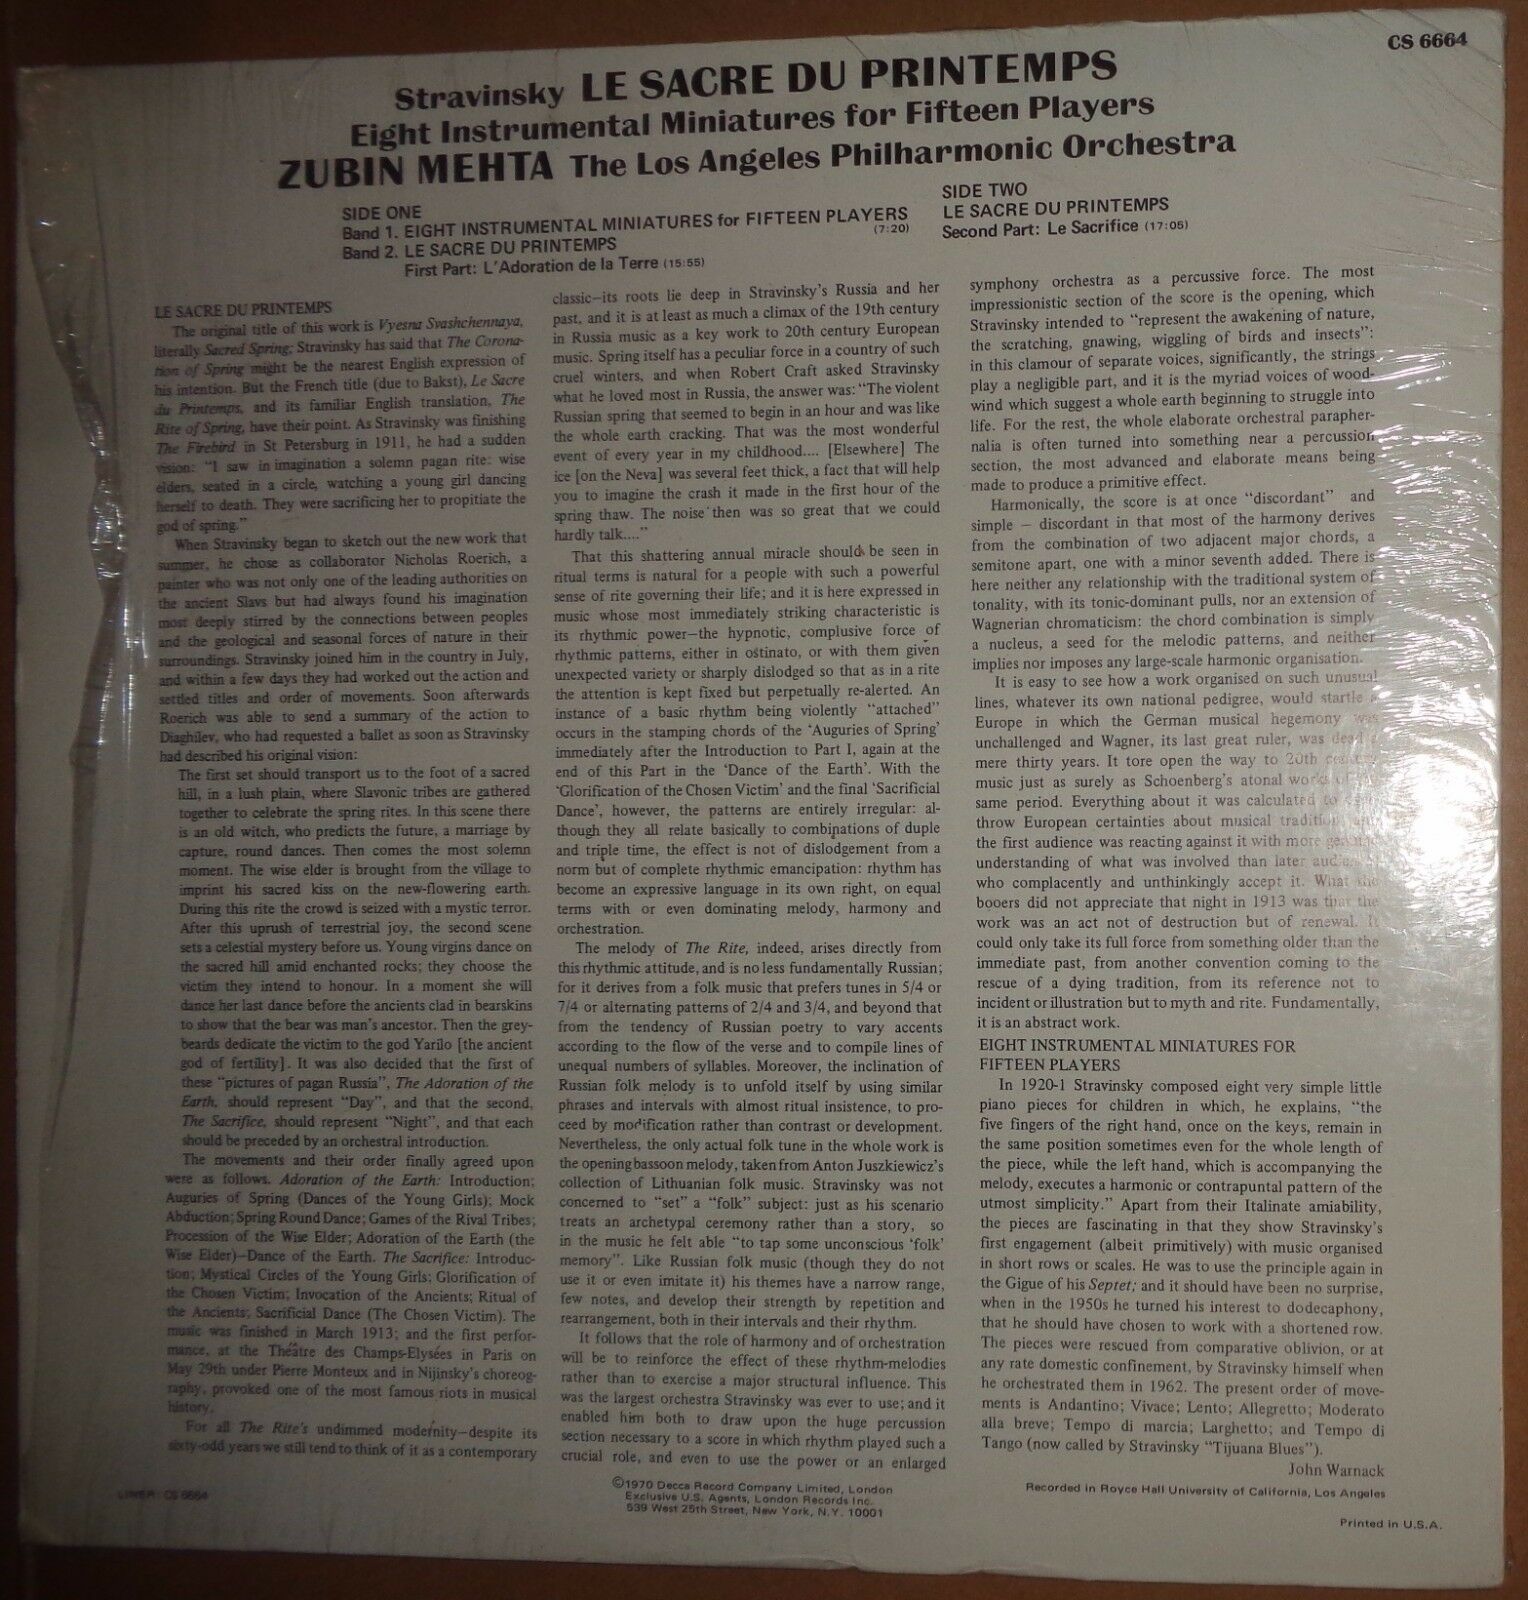 CS 6664
Stravinsky LE SACRE DU PRINTEMPS
Eight Instrumental Miniatures for Fifteen Players
ZUBIN MEHTA The Los Angeles Philharmonic Orchestra
SIDE ONE
Band 1. EIGHT INSTRUMENTAL MINIATURES for FIFTEEN PLAYERS
(7:20)
Band 2. LE SACRE DU PRINTEMPS
First Part: L'Adoration de la Terre (15:55)
SIDE TWO
LE SACRE DU PRINTEMPS
Second Part: Le Sacrifice (17:05)
LE SACRE DU PRINTEMPS
The original title of this work is Vyesna Svashchennaya,
literally Sacred Spring; Stravinsky has said that The Corona-
tion of Spring might be the nearest English expression of
his intention. But the French title (due to Bakst), Le Sacre
du Printemps, and its familiar English translation, The
Rite of Spring, have their point. As Stravinsky was finishing
The Firebird in St Petersburg in 1911, he had a sudden
vision: "I saw in imagination a solemn pagan rite: wise
elders, seated in a circle, watching a young girl dancing
herself to death. They were sacrificing her to propitiate the
god of spring."
When Stravinsky began to sketch out the new work that
summer, he chose as collaborator Nicholas Roerich, a
painter who was not only one of the leading authorities on
the ancient Slavs but had always found his imagination
most deeply stirred by the connections between peoples
and the geological and seasonal forces of nature in their
surroundings. Stravinsky joined him in the country in July,
and within a few days they had worked out the action and
settled titles and order of movements. Soon afterwards
Roerich was able to send a summary of the action to
Diaghilev, who had requested a ballet as soon as Stravinsky
had described his original vision:
The first set should transport us to the foot of a sacred
hill, in a lush plain, where Slavonic tribes are gathered
together to celebrate the spring rites. In this scene there
is an old witch, who predicts the future, a marriage by
capture, round dances. Then comes the most solemn
moment. The wise elder is brought from the village to
imprint his sacred kiss on the new-flowering earth.
During this rite the crowd is seized with a mystic terror.
After this uprush of terrestrial joy, the second scene
sets a celestial mystery before us. Young virgins dance on
the sacred hill amid enchanted rocks; they choose the
victim they intend to honour. In a moment she will
dance her last dance before the ancients clad in bearskins
to show that the bear was man's ancestor. Then the grey-
beards dedicate the victim to the god Yarilo [the ancient
god of fertility]. It was also decided that the first of
these "pictures of pagan Russia", The Adoration of the
Earth, should represent "Day", and that the second,
The Sacrifice, should represent "Night", and that each
should be preceded by an orchestral introduction.
The movements and their order finally agreed upon
were as follows. Adoration of the Earth: Introduction;
Auguries of Spring (Dances of the Young Girls); Mock
Abduction; Spring Round Dance; Games of the Rival Tribes;
Procession of the Wise Elder; Adoration of the Earth (the
Wise Elder)—Dance of the Earth. The Sacrifice: Introduc-
tion; Mystical Circles of the Young Girls; Glorification of
the Chosen Victim; Invocation of the Ancients; Ritual of
the Ancients; Sacrificial Dance (The Chosen Victim). The
music was finished in March 1913; and the first perfor-
mance, at the Théâtre des Champs-Elysées in Paris on
May 29th under Pierre Monteux and in Nijinsky's choreog-
raphy, provoked one of the most famous riots in musical
history.
For all The Rite's undimmed modernity—despite its
sixty-odd years we still tend to think of it as a contemporary
classic—its roots lie deep in Stravinsky's Russia and her
past, and it is at least as much a climax of the 19th century
in Russia music as a key work to 20th century European
music. Spring itself has a peculiar force in a country of such
cruel winters, and when Robert Craft asked Stravinsky
what he loved most in Russia, the answer was: "The violent
Russian spring that seemed to begin in an hour and was like
the whole earth cracking. That was the most wonderful
event of every year in my childhood.... [Elsewhere] The
ice [on the Neva] was several feet thick, a fact that will help
you to imagine the crash it made in the first hour of the
spring thaw. The noise then was so great that we could
hardly talk...."
That this shattering annual miracle should be seen in
ritual terms is natural for a people with such a powerful
sense of rite governing their life; and it is here expressed in
music whose most immediately striking characteristic is
its rhythmic power—the hypnotic, complusive force of
rhythmic patterns, either in ostinato, or with them given
unexpected variety or sharply dislodged so that as in a rite
the attention is kept fixed but perpetually re-alerted. An
instance of a basic rhythm being violently "attached"
occurs in the stamping chords of the 'Auguries of Spring'
immediately after the Introduction to Part I, again at the
end of this Part in the 'Dance of the Earth'. With the
'Glorification of the Chosen Victim' and the final 'Sacrificial
Dance', however, the patterns are entirely irregular: al-
though they all relate basically to combinations of duple
and triple time, the effect is not of dislodgement from a
norm but of complete rhythmic emancipation: rhythm has
become an expressive language in its own right, on equal
terms with or even dominating melody, harmony and
orchestration.
The melody of The Rite, indeed, arises directly from
this rhythmic attitude, and is no less fundamentally Russian;
for it derives from a folk music that prefers tunes in 5/4 or
7/4 or alternating patterns of 2/4 and 3/4, and beyond that
from the tendency of Russian poetry to vary accents
according to the flow of the verse and to compile lines of
unequal numbers of syllables. Moreover, the inclination of
Russian folk melody is to unfold itself by using similar
phrases and intervals with almost ritual insistence, to pro-
ceed by modification rather than contrast or development.
Nevertheless, the only actual folk tune in the whole work is
the opening bassoon melody, taken from Anton Juszkiewicz's
collection of Lithuanian folk music. Stravinsky was not
concerned to "set" a "folk" subject: just as his scenario
treats an archetypal ceremony rather than a story, so
in the music he felt able "to tap some unconscious 'folk'
memory". Like Russian folk music (though they do not
use it or even imitate it) his themes have a narrow range,
few notes, and develop their strength by repetition and
rearrangement, both in their intervals and their rhythm.
It follows that the role of harmony and of orchestration
will be to reinforce the effect of these rhythm-melodies
rather than to exercise a major structural influence. This
was the largest orchestra Stravinsky was ever to use; and it
enabled him both to draw upon the huge percussion
section necessary to a score in which rhythm played such a
crucial role, and even to use the power or an enlarged
symphony orchestra as a percussive force. The most
impressionistic section of the score is the opening, which
Stravinsky intended to "represent the awakening of nature,
the scratching, gnawing, wiggling of birds and insects":
in this clamour of separate voices, significantly, the strings
play a negligible part, and it is the myriad voices of wood-
wind which suggest a whole earth beginning to struggle into
life. For the rest, the whole elaborate orchestral parapher-
nalia is often turned into something near a percussion
section, the most advanced and elaborate means being
made to produce a primitive effect.
Harmonically, the score is at once "discordant" and
simple – discordant in that most of the harmony derives
from the combination of two adjacent major chords, a
semitone apart, one with a minor seventh added. There is
here neither any relationship with the traditional system of
tonality, with its tonic-dominant pulls, nor an extension of
Wagnerian chromaticism: the chord combination is simply
a nucleus, a seed for the melodic patterns, and neither
implies nor imposes any large-scale harmonic organisation.
It is easy to see how a work organised on such unusual
lines, whatever its own national pedigree, would startle a
Europe in which the German musical hegemony was
unchallenged and Wagner, its last great ruler, was dead a
mere thirty years. It tore open the way to 20th century
music just as surely as Schoenberg's atonal works of the
same period. Everything about it was calculated to
throw European certainties about musical tradition,
the first audience was reacting against it with more genuine
understanding of what was involved than later audiences
who complacently and unthinkingly accept it. What the
booers did not appreciate that night in 1913 was that the
work was an act not of destruction but of renewal. It
could only take its full force from something older than the
immediate past, from another convention coming to the
rescue of a dying tradition, from its reference not to
incident or illustration but to myth and rite. Fundamentally,
it is an abstract work.
EIGHT INSTRUMENTAL MINIATURES FOR
FIFTEEN PLAYERS
In 1920-1 Stravinsky composed eight very simple little
piano pieces for children in which, he explains, "the
five fingers of the right hand, once on the keys, remain in
the same position sometimes even for the whole length of
the piece, while the left hand, which is accompanying the
melody, executes a harmonic or contrapuntal pattern of the
utmost simplicity." Apart from their Italinate amiability,
the pieces are fascinating in that they show Stravinsky's
first engagement (albeit primitively) with music organised
in short rows or scales. He was to use the principle again in
the Gigue of his Septet; and it should have been no surprise,
when in the 1950s he turned his interest to dodecaphony,
that he should have chosen to work with a shortened row.
The pieces were rescued from comparative oblivion, or at
any rate domestic confinement, by Stravinsky himself when
he orchestrated them in 1962. The present order of move-
ments is Andantino; Vivace; Lento; Allegretto; Moderato
alla breve; Tempo di marcia; Larghetto; and Tempo di
Tango (now called by Stravinsky "Tijuana Blues").
John Warnack
LINER: CS 6664
©1970 Decca Record Company Limited, London
Exclusive U.S. Agents, London Records Inc.
539 West 25th Street, New York, N.Y. 10001
Recorded in Royce Hall University of California, Los Angeles
Printed in U.S.A.